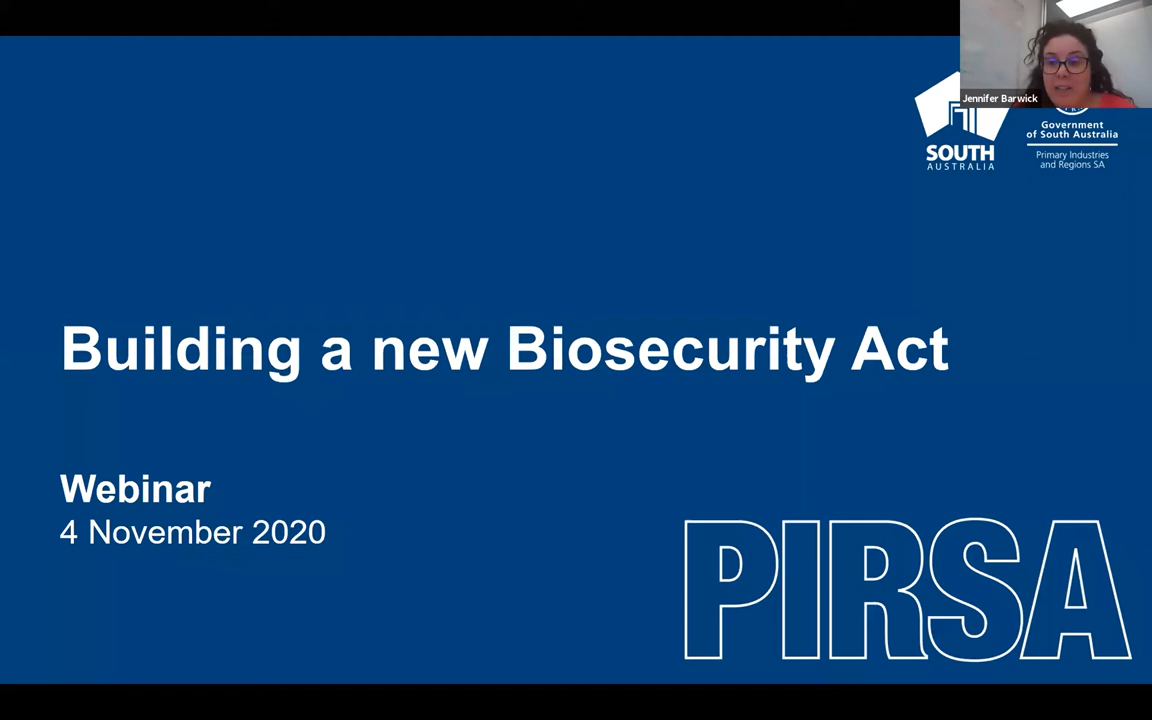 Jennifer Barwick
SOUTH
AUSTRALIA
Government
of South Australia
Primary Industries
and Regions SA
Building a new Biosecurity Act
Webinar
4 November 2020
PIRSA